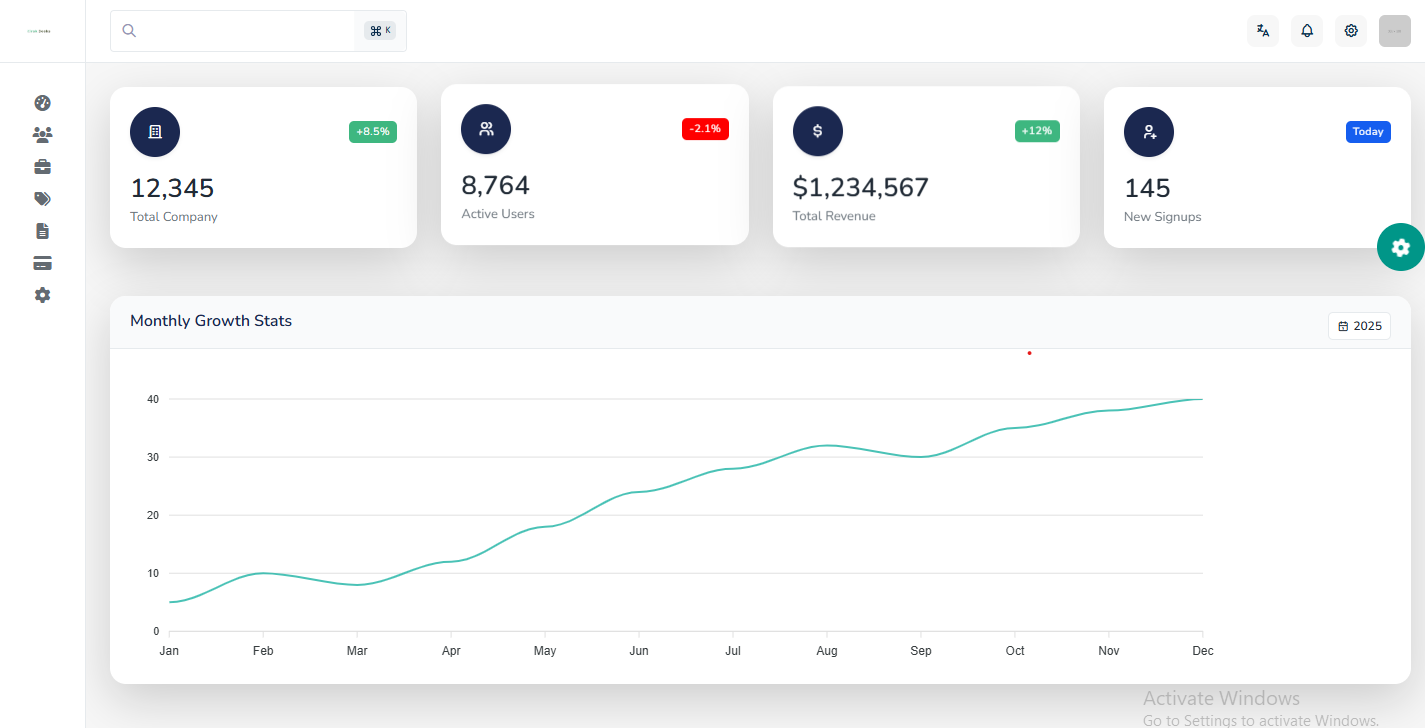 ⌘ K
+8.5%
12,345
Total Company
-2.1%
8,764
Active Users
$
+12%
$1,234,567
Total Revenue
Today
145
New Signups
Monthly Growth Stats
2025
40
30
20
10
0
Jan Feb Mar Apr May Jun Jul Aug Sep Oct Nov Dec
Activate Windows
Go to Settings to activate Windows.